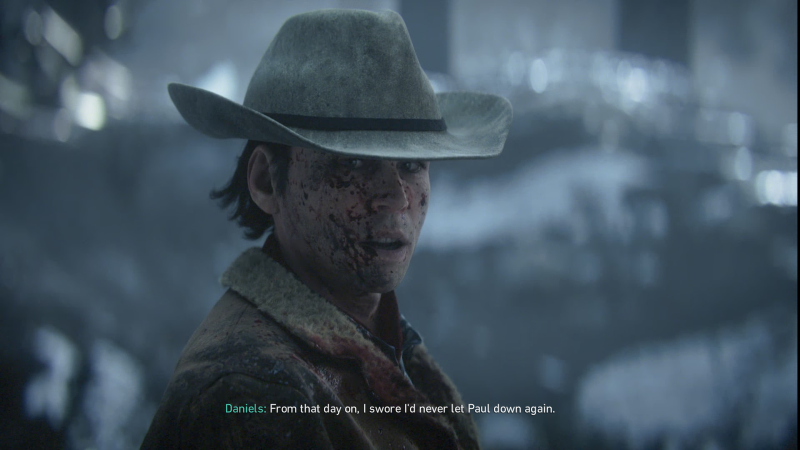 Daniels: From that day on, I swore I'd never let Paul down again.